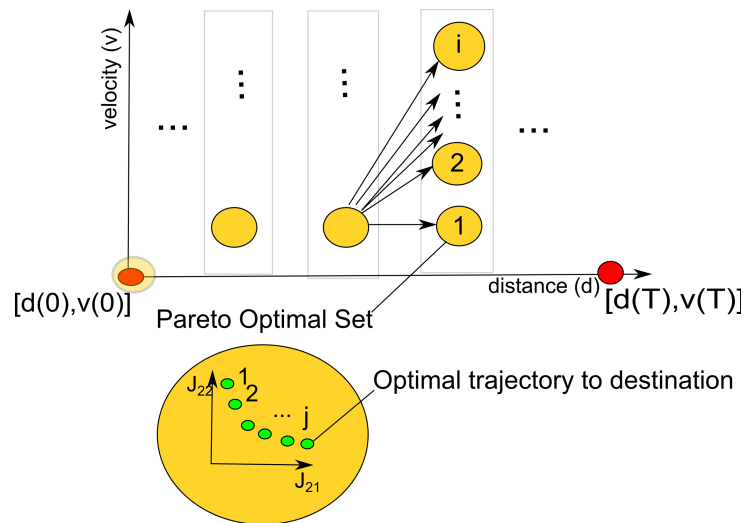 velocity (v)
i
...
...
...
...
...
2
1
distance (d)
[d(0),v(0)]
[d(T),v(T)]
Pareto Optimal Set
J22
1
2
... j
Optimal trajectory to destination
J21